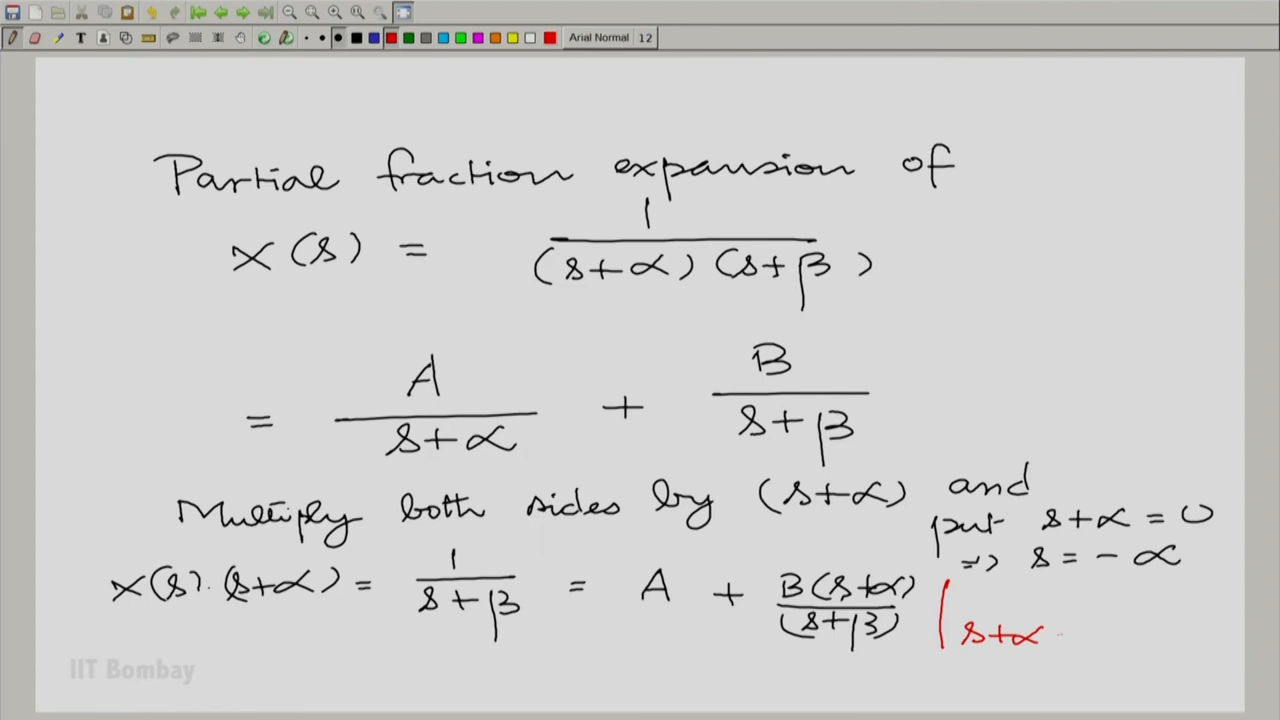 Arial Normal 12
Partial fraction expansion of
X(s) = 1 / (s+α)(s+β)
= A / s+α + B / s+β
Multiply both sides by (s+α) and
put s+α = 0
=> s = -α
X(s).(s+α) = 1 / s+β = A + B(s+α) / (s+β) | s+α
IIT Bombay